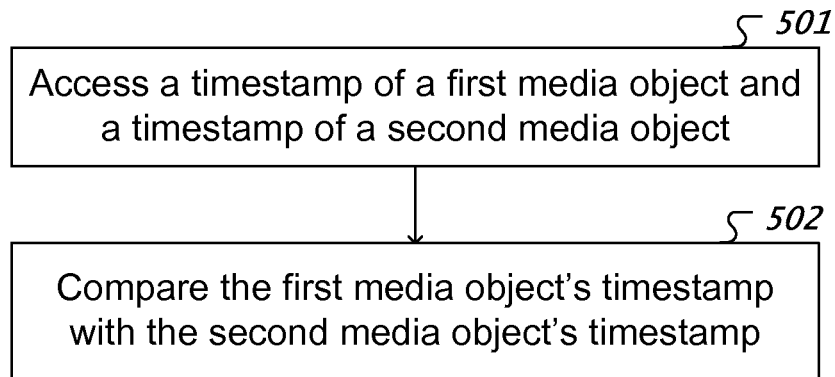 501
Access a timestamp of a first media object and
a timestamp of a second media object
502
Compare the first media object’s timestamp
with the second media object’s timestamp